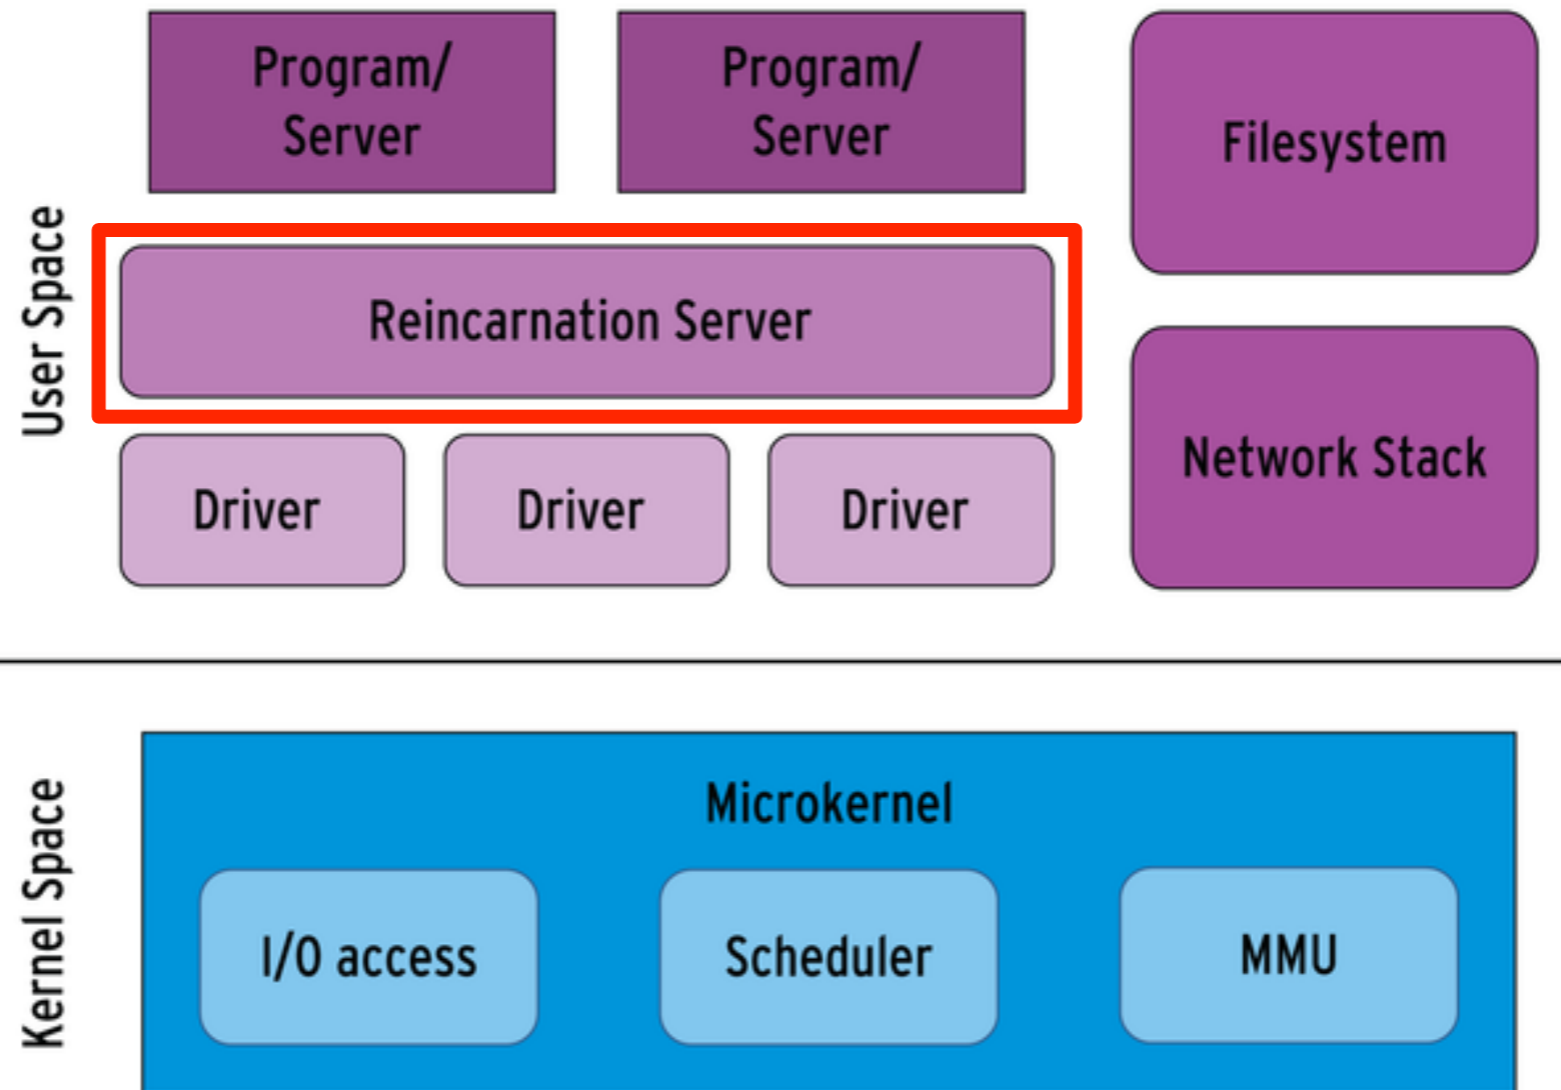 Program/
Server
Program/
Server
Filesystem
User Space
Reincarnation Server
Network Stack
Driver
Driver
Driver
Kernel Space
Microkernel
I/O access
Scheduler
MMU